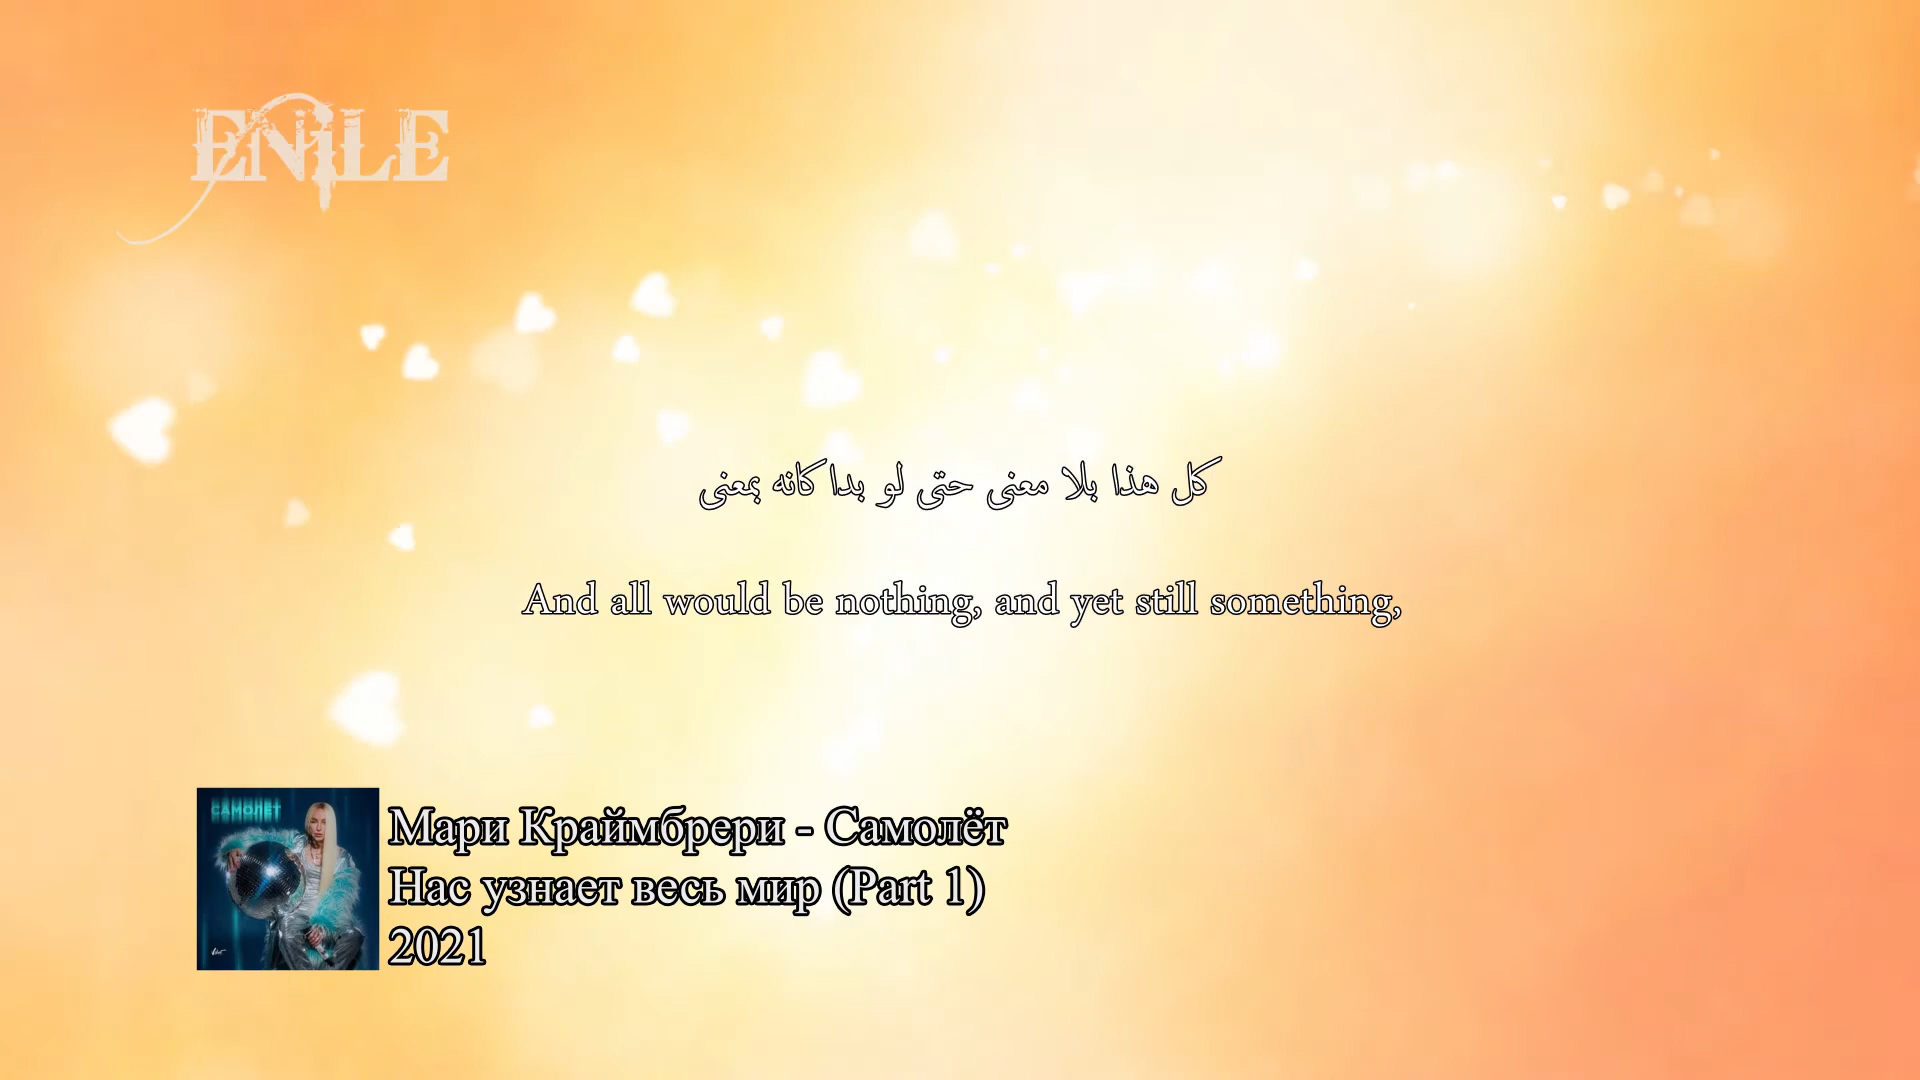 ENiLE
كل هذا بلا معنى حتى لو بدا كانه بمعنى
And all would be nothing, and yet still something,
САМОЛЕТ
Мари Краймбрери - Самолёт
Нас узнает весь мир (Part 1)
2021